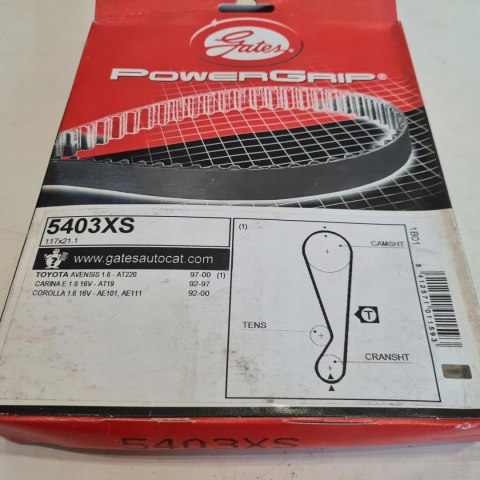 Gates
POWERGRIP®
5403XS
117x21.1
www.gatesautocat.com
TOYOTA AVENSIS 1.6 - AT220 97-00 (1)
CARINA E 1.6 16V - AT19 92-97
COROLLA 1.6 16V - AE101, AE111 92-00
(1)
CAMSHT
TENS
T
CRANSHT
1B01
5412571011593
5403XS